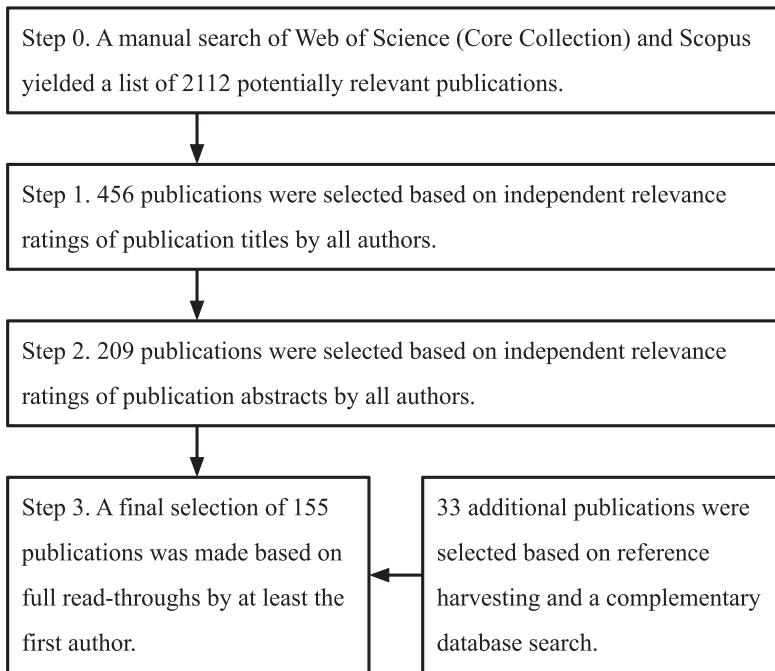 Step 0. A manual search of Web of Science (Core Collection) and Scopus
yielded a list of 2112 potentially relevant publications.
Step 1. 456 publications were selected based on independent relevance
ratings of publication titles by all authors.
Step 2. 209 publications were selected based on independent relevance
ratings of publication abstracts by all authors.
Step 3. A final selection of 155
publications was made based on
full read-throughs by at least the
first author.
33 additional publications were
selected based on reference
harvesting and a complementary
database search.